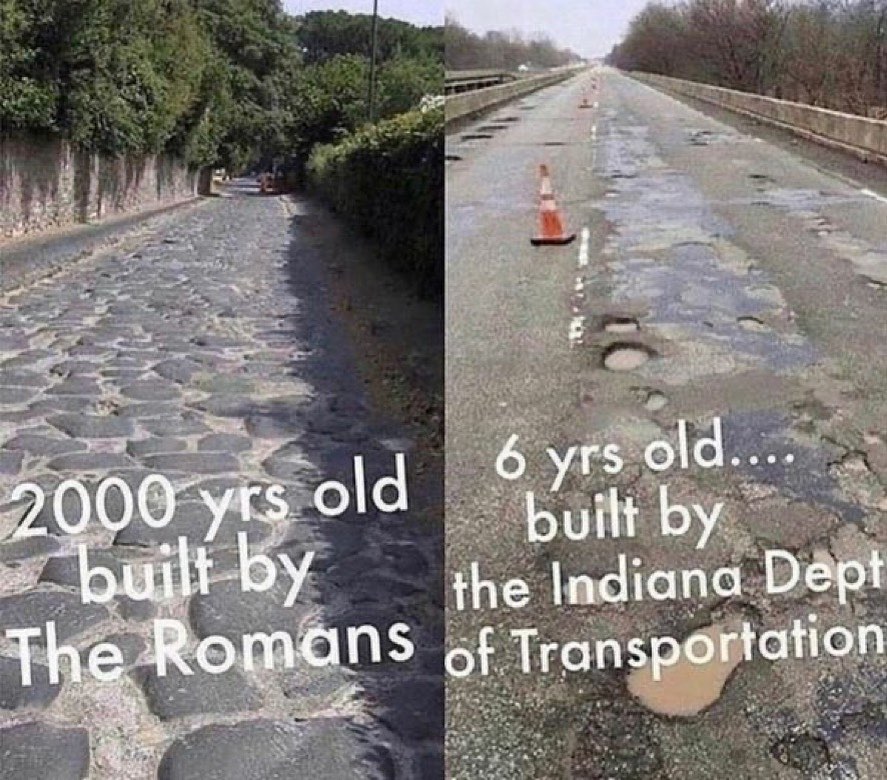 2000 yrs old
built by
The Romans
6 yrs old....
built by
the Indiana Dept
of Transportation